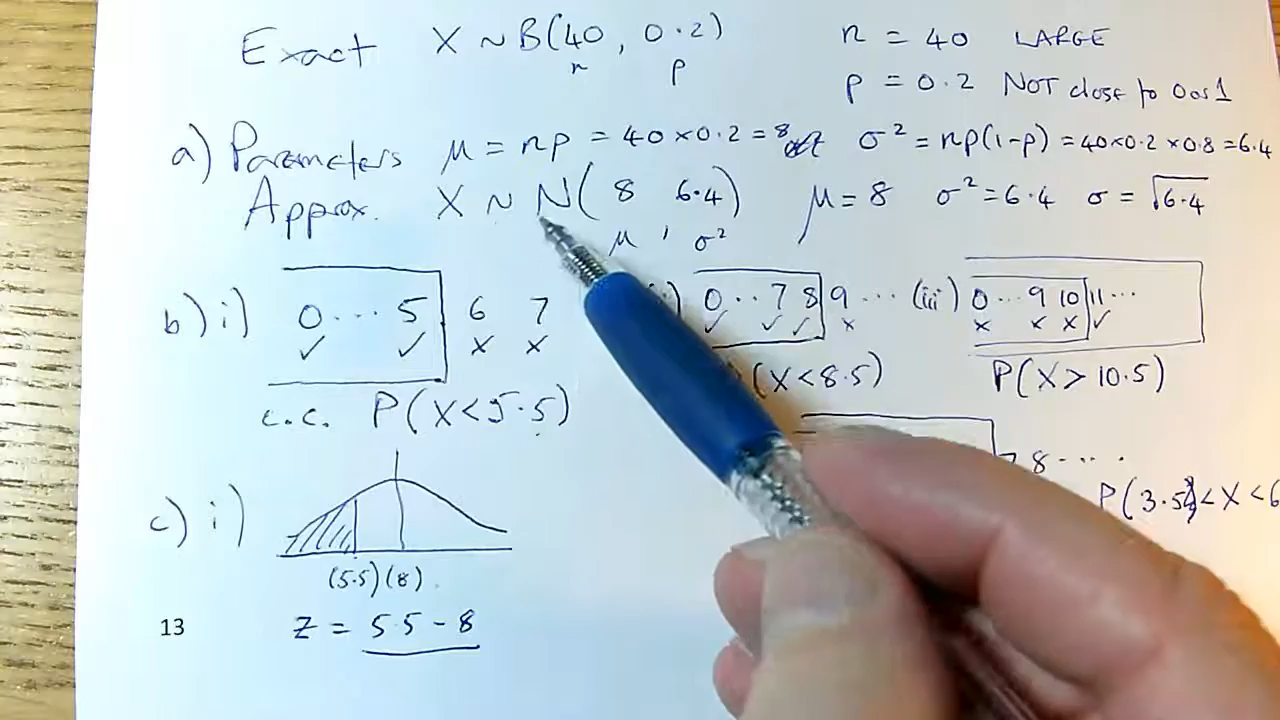 Exact X ~ B(40, 0.2) n = 40 LARGE
n p p = 0.2 NOT close to 0 or 1
a) Parameters μ = np = 40×0.2 = 8 σ² = np(1-p) = 40×0.2×0.8 = 6.4
Approx. X ~ N( 8 6.4) μ = 8 σ² = 6.4 σ = √6.4
μ , σ²
b) i) 0 ... 5 6 7 ) 0 .. 7 8 9 ... (iii) 0 ... 9 10 11 ...
✓ ✓ x x ✓ ✓ ✓ x x x x ✓
c.c. P(X<5.5) (X<8.5) P(X > 10.5)
8 ....
P(3.5 < X < 6
c) i)
(5.5) (8)
13 z = 5.5 - 8